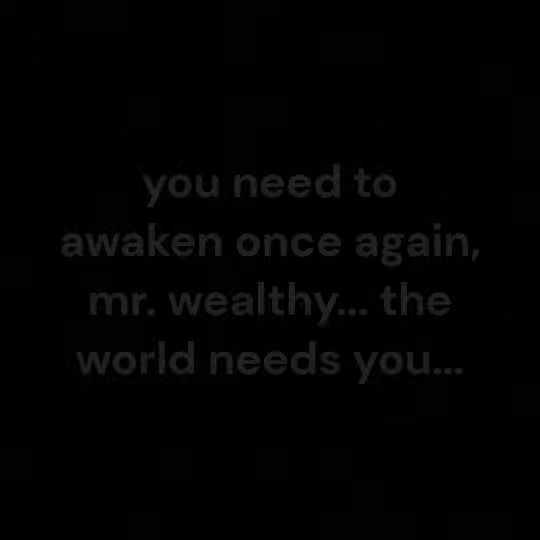 you need to
awaken once again,
mr. wealthy... the
world needs you...